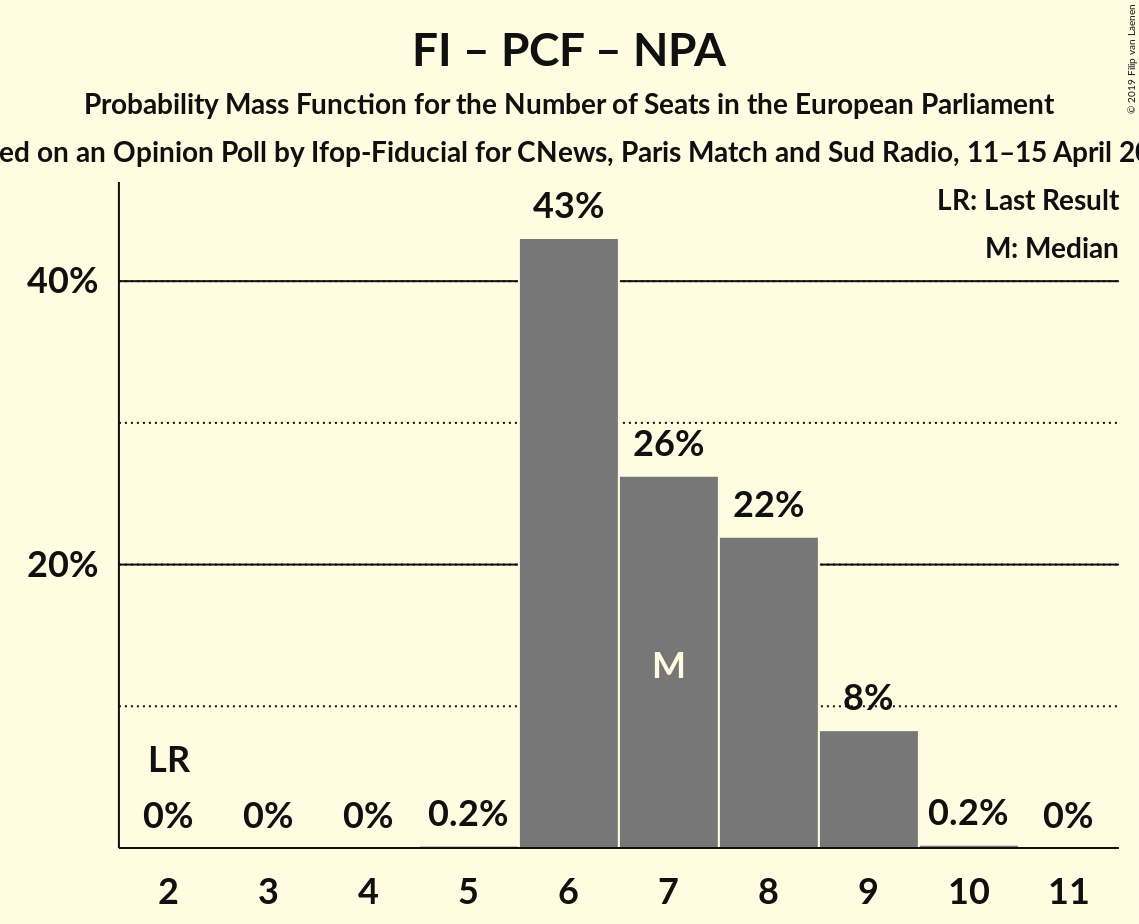 FI – PCF – NPA
Probability Mass Function for the Number of Seats in the European Parliament
ed on an Opinion Poll by Ifop-Fiducial for CNews, Paris Match and Sud Radio, 11–15 April 20
© 2019 Filip van Laenen
LR: Last Result
M: Median
43%
40%
26%
22%
20%
M
8%
LR
0% 0% 0% 0.2% 0.2% 0%
2 3 4 5 6 7 8 9 10 11